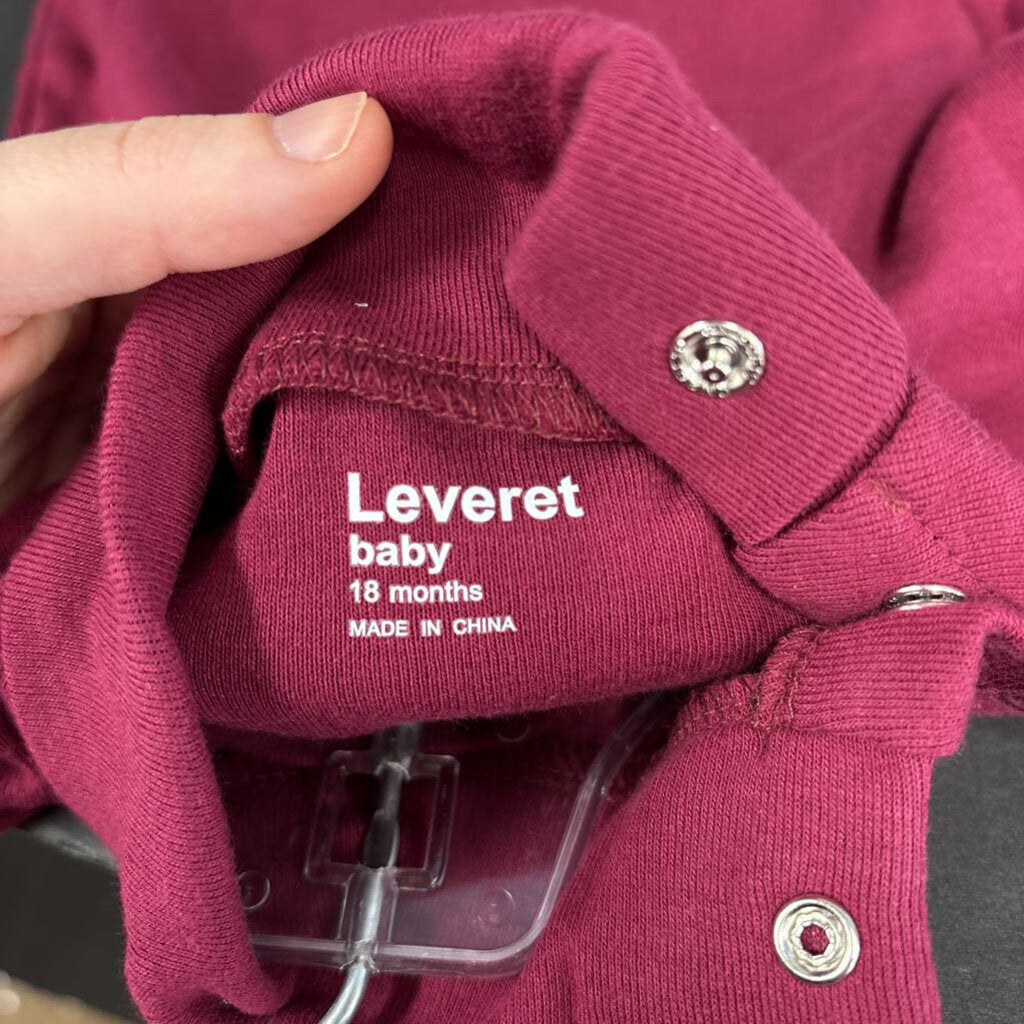 Leveret
baby
18 months
MADE IN CHINA